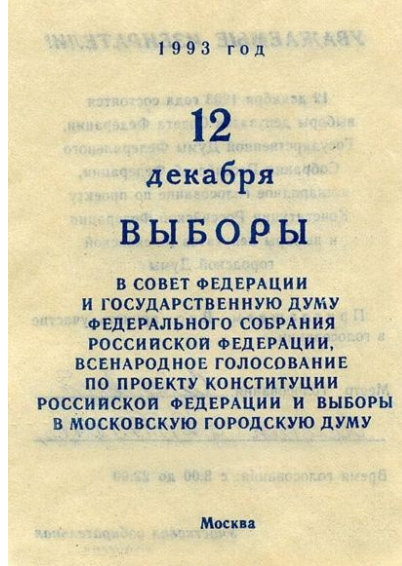 1993 год
12
декабря
ВЫБОРЫ
В СОВЕТ ФЕДЕРАЦИИ
И ГОСУДАРСТВЕННУЮ ДУМУ
ФЕДЕРАЛЬНОГО СОБРАНИЯ
РОССИЙСКОЙ ФЕДЕРАЦИИ,
ВСЕНАРОДНОЕ ГОЛОСОВАНИЕ
ПО ПРОЕКТУ КОНСТИТУЦИИ
РОССИЙСКОЙ ФЕДЕРАЦИИ И ВЫБОРЫ
В МОСКОВСКУЮ ГОРОДСКУЮ ДУМУ
Москва